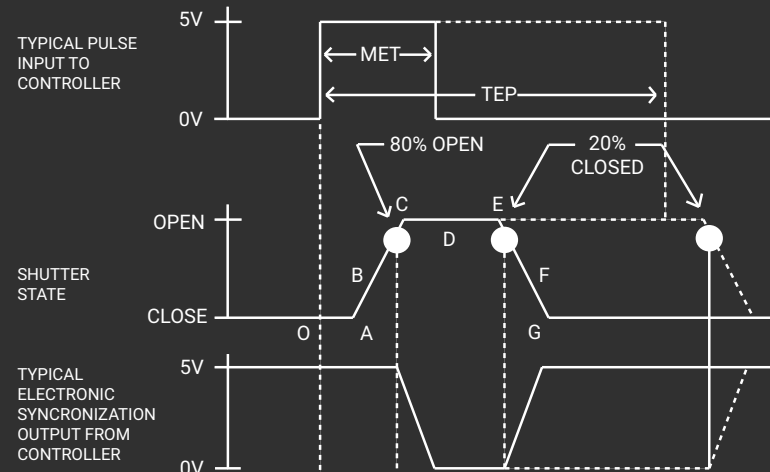 5V
TYPICAL PULSE
INPUT TO
CONTROLLER
MET
TEP
0V
80% OPEN
20%
CLOSED
C
E
OPEN
D
SHUTTER
STATE
B
F
CLOSE
O
A
G
5V
TYPICAL
ELECTRONIC
SYNCRONIZATION
OUTPUT FROM
CONTROLLER
0V